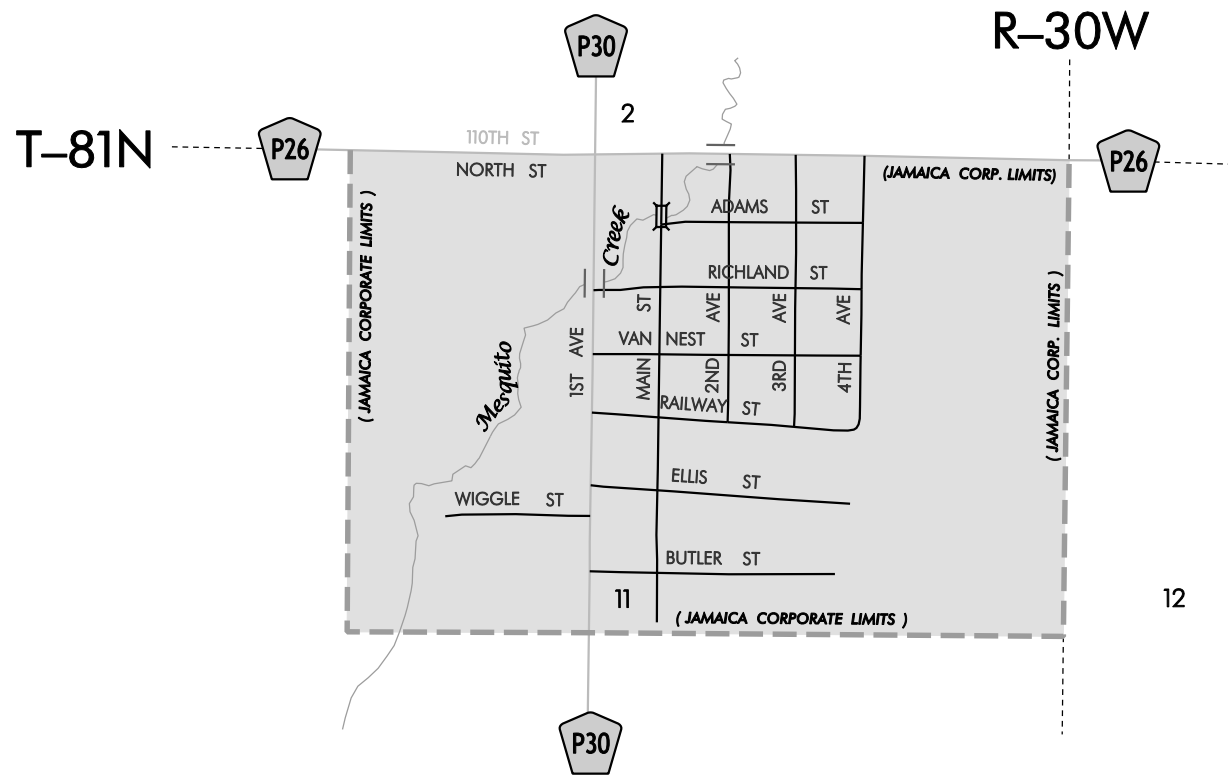 R–30W
P30
2
T–81N
P26
110TH ST
NORTH ST
P26
(JAMAICA CORP. LIMITS)
(JAMAICA CORPORATE LIMITS)
ADAMS ST
Creek
RICHLAND ST
(JAMAICA CORP. LIMITS)
1ST AVE
MAIN ST
2ND AVE
3RD AVE
4TH AVE
VAN NEST ST
Mesquito
RAILWAY ST
ELLIS ST
WIGGLE ST
BUTLER ST
11
12
(JAMAICA CORPORATE LIMITS)
P30